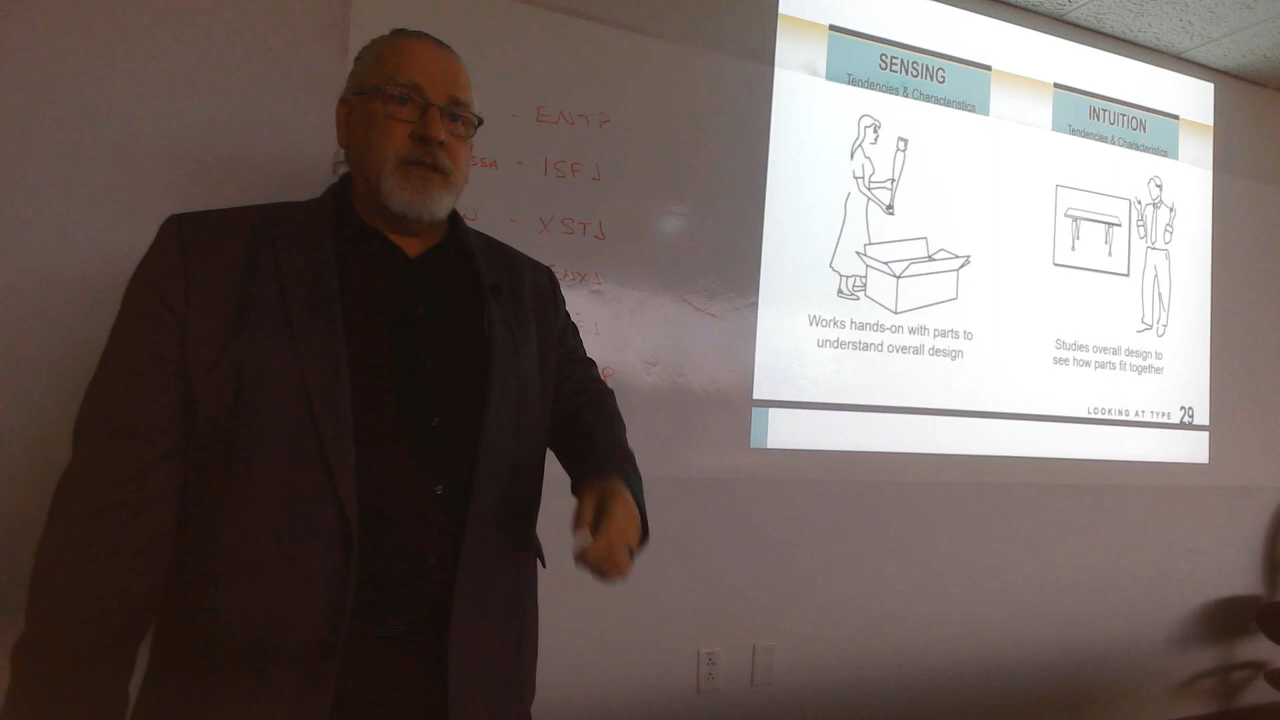 - ENTP
SSA - ISFJ
- XSTJ
SENSING
Tendencies & Characteristics
INTUITION
Tendencies & Characteristics
Works hands-on with parts to
understand overall design
Studies overall design to
see how parts fit together
LOOKING AT TYPE 29